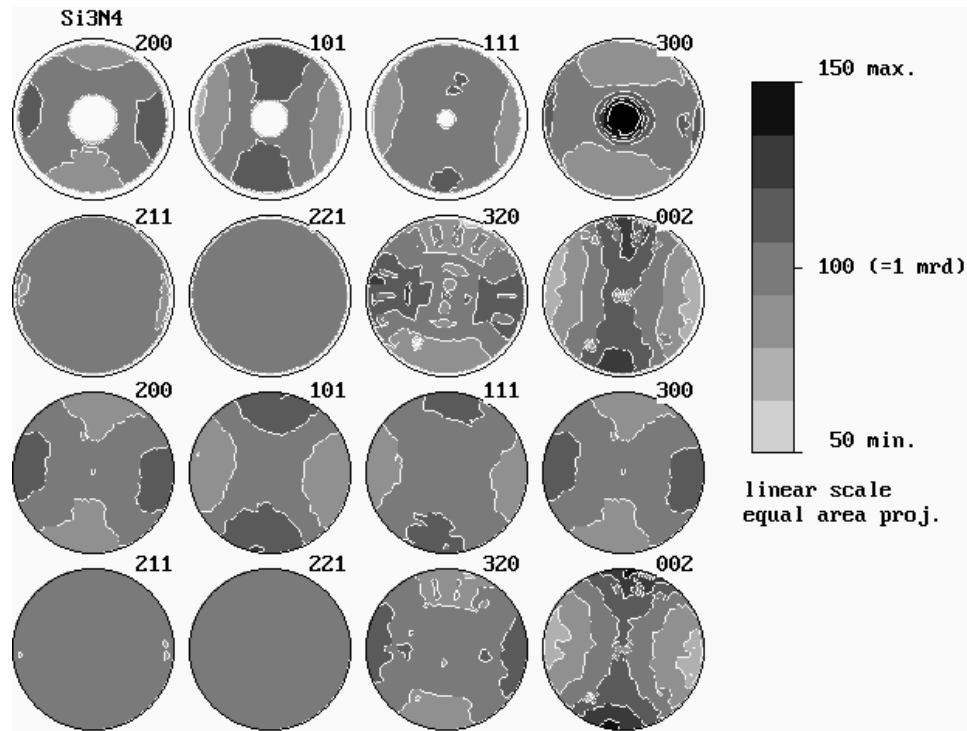 Si3N4
200 101 111 300
150 max.
211 221 320 002
100 (=1 mrd)
200 101 111 300
50 min.
linear scale
equal area proj.
211 221 320 002